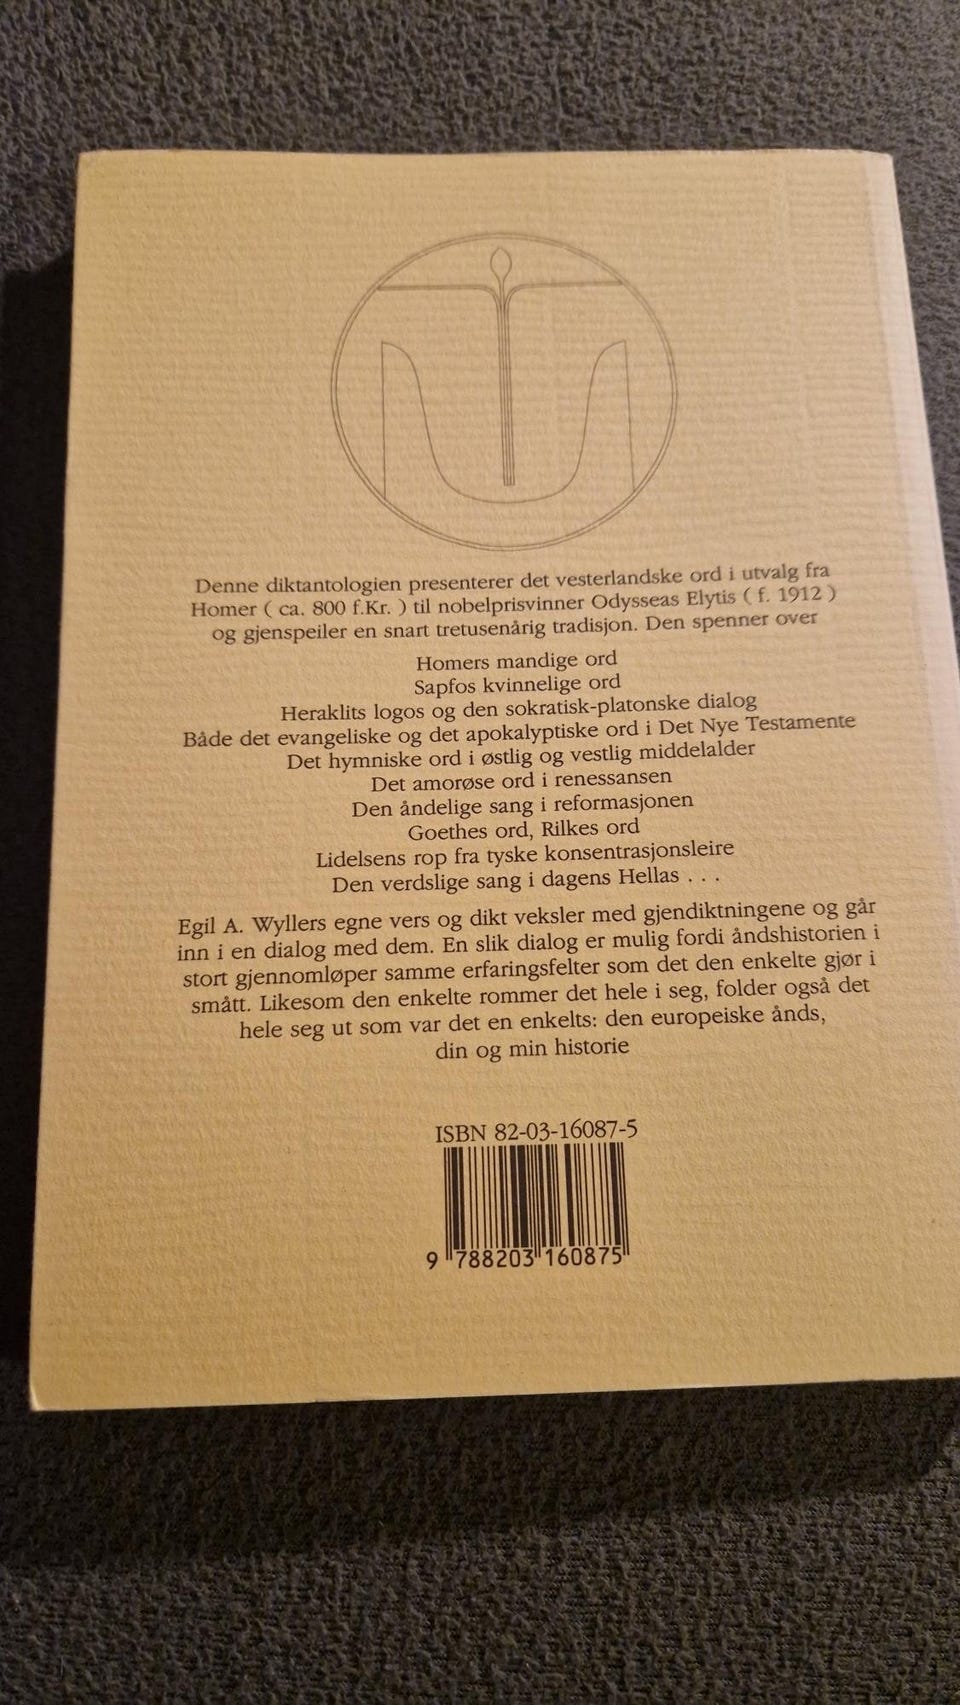 Denne diktantologien presenterer det vesterlandske ord i utvalg fra
Homer ( ca. 800 f.Kr. ) til nobelprisvinner Odysseas Elytis ( f. 1912 )
og gjenspeiler en snart tretusenårig tradisjon. Den spenner over
Homers mandige ord
Sapfos kvinnelige ord
Heraklits logos og den sokratisk-platonske dialog
Både det evangeliske og det apokalyptiske ord i Det Nye Testamente
Det hymniske ord i østlig og vestlig middelalder
Det amorøse ord i renessansen
Den åndelige sang i reformasjonen
Goethes ord, Rilkes ord
Lidelsens rop fra tyske konsentrasjonsleire
Den verdslige sang i dagens Hellas . . .
Egil A. Wyllers egne vers og dikt veksler med gjendiktningene og går
inn i en dialog med dem. En slik dialog er mulig fordi åndshistorien i
stort gjennomløper samme erfaringsfelter som det den enkelte gjør i
smått. Likesom den enkelte rommer det hele i seg, folder også det
hele seg ut som var det en enkelts: den europeiske ånds,
din og min historie
ISBN 82-03-16087-5
9 788203 160875